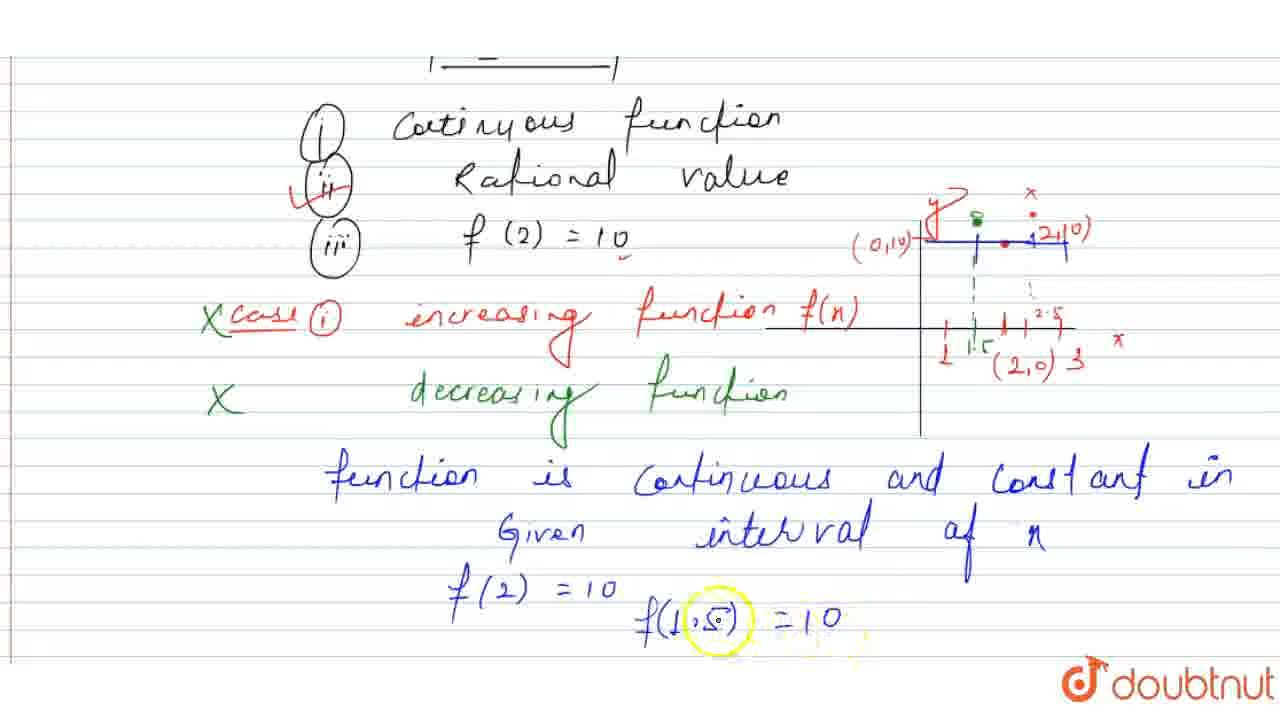 i Coutinyous function
ii Rational value
iii f (2) = 10
X case i increasing function f(x)
X decreasing function
y
x
8
(0,10)
(2,10)
1
1.5
2.5
(2,0)
3
x
function is continuous and constant in
Given interval of x
f(2) = 10
f(1.5) = 10
doubtnut